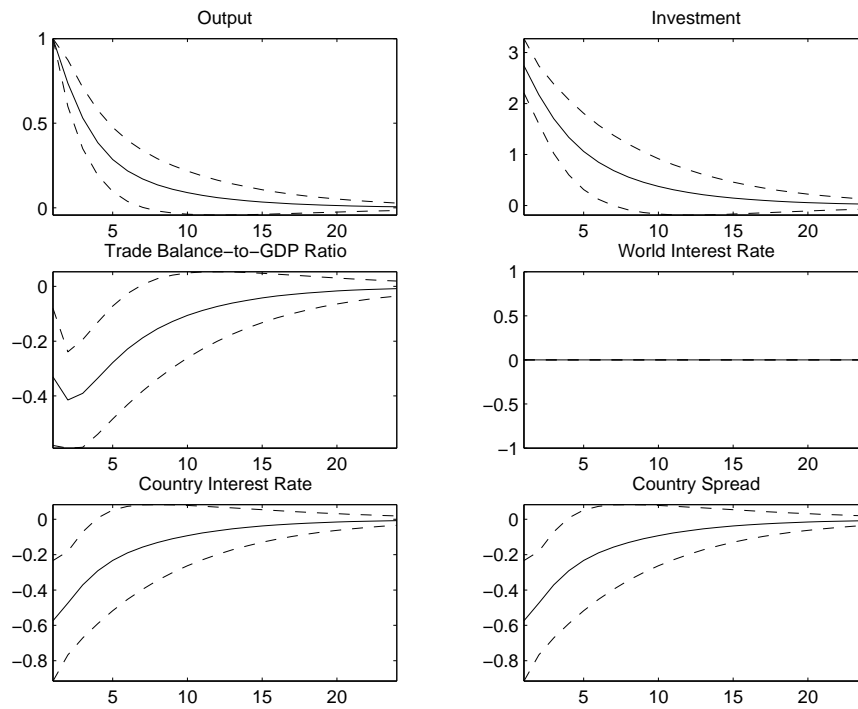 Output
1
0.5
0
5 10 15 20
Investment
3
2
1
0
5 10 15 20
Trade Balance−to−GDP Ratio
0
−0.2
−0.4
5 10 15 20
World Interest Rate
1
0.5
0
−0.5
−1
5 10 15 20
Country Interest Rate
0
−0.2
−0.4
−0.6
−0.8
5 10 15 20
Country Spread
0
−0.2
−0.4
−0.6
−0.8
5 10 15 20